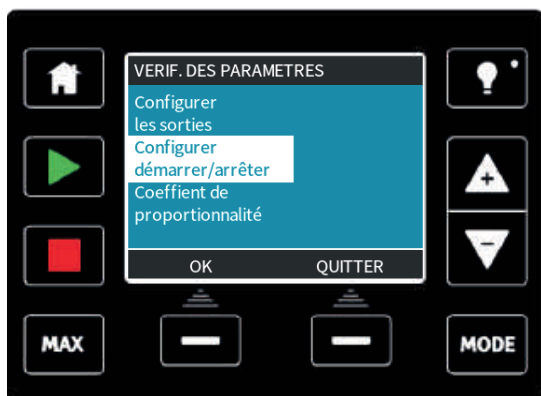 VERIF. DES PARAMETRES
Configurer
les sorties
Configurer
démarrer/arrêter
Coeffient de
proportionnalité
OK QUITTER
MAX
MODE